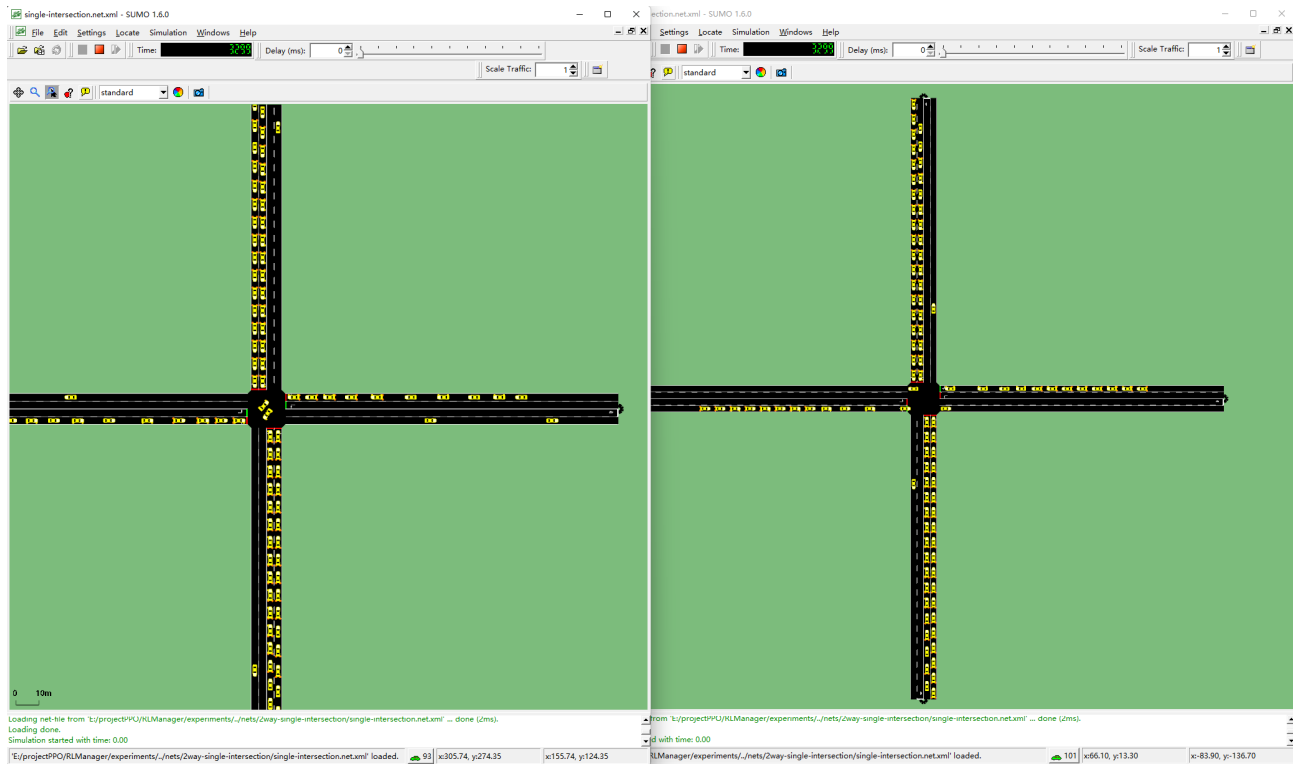 single-intersection.net.xml - SUMO 1.6.0
File Edit Settings Locate Simulation Windows Help
Time: 3299 Delay (ms): 0
Scale Traffic: 1
standard
0 10m
Loading net-file from 'E:/projectPPO/RLManager/experiments/../nets/2way-single-intersection/single-intersection.net.xml' ... done (2ms).
Loading done.
Simulation started with time: 0.00
'E:/projectPPO/RLManager/experiments/../nets/2way-single-intersection/single-intersection.net.xml' loaded. 93 x:305.74, y:274.35 x:155.74, y:124.35
ection.net.xml - SUMO 1.6.0
Settings Locate Simulation Windows Help
Time: 3299 Delay (ms): 0 Scale Traffic: 1
standard
from 'E:/projectPPO/RLManager/experiments/../nets/2way-single-intersection/single-intersection.net.xml' ... done (2ms).
d with time: 0.00
RLManager/experiments/../nets/2way-single-intersection/single-intersection.net.xml' loaded. 101 x:66.10, y:13.30 x:-83.90, y:-136.70